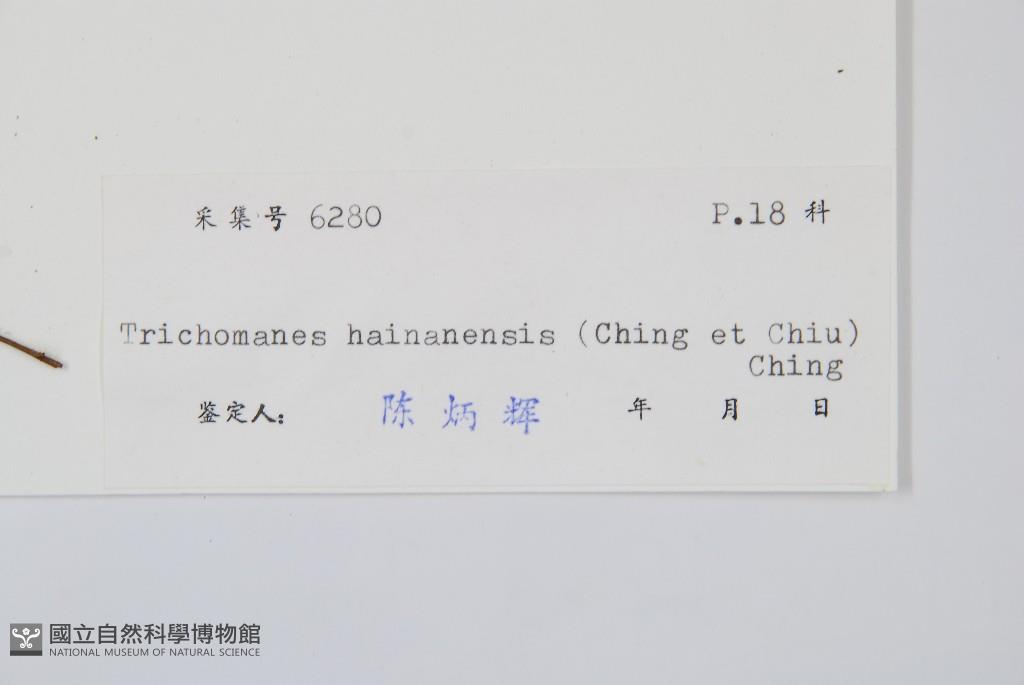 采集号 6280 P.18 科
Trichomanes hainanensis (Ching et Chiu)
Ching
鉴定人: 陈炳辉 年 月 日
國立自然科學博物館
NATIONAL MUSEUM OF NATURAL SCIENCE